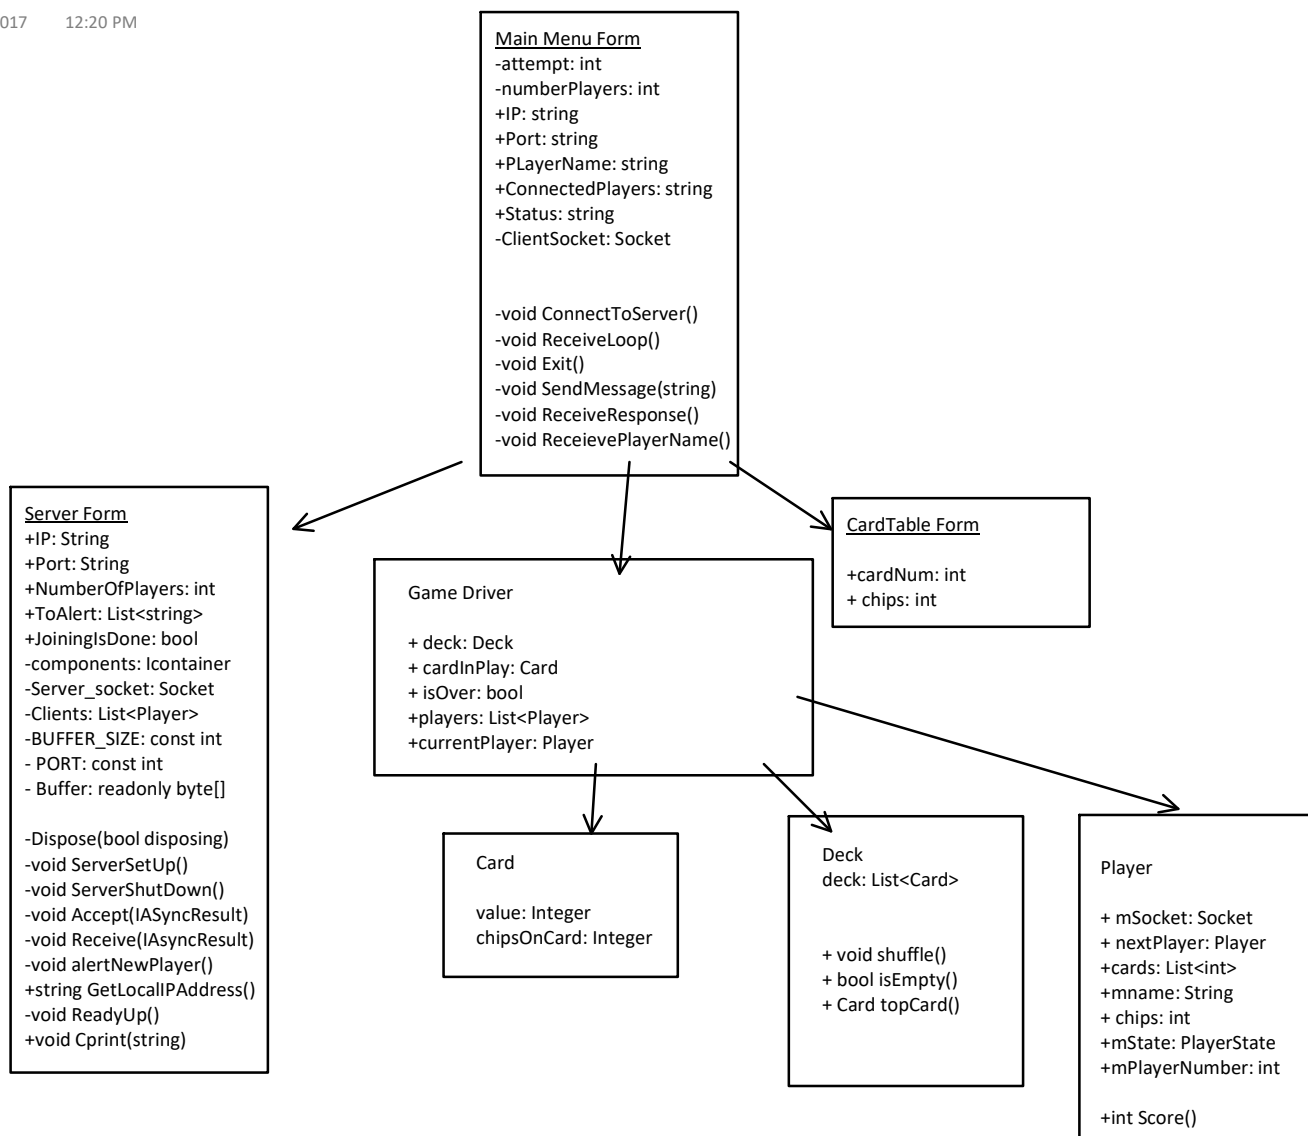 017 12:20 PM
Main Menu Form
-attempt: int
-numberPlayers: int
+IP: string
+Port: string
+PLayerName: string
+ConnectedPlayers: string
+Status: string
-ClientSocket: Socket
-void ConnectToServer()
-void ReceiveLoop()
-void Exit()
-void SendMessage(string)
-void ReceiveResponse()
-void ReceievePlayerName()
Server Form
+IP: String
+Port: String
+NumberOfPlayers: int
+ToAlert: List<string>
+JoiningIsDone: bool
-components: Icontainer
-Server_socket: Socket
-Clients: List<Player>
-BUFFER_SIZE: const int
- PORT: const int
- Buffer: readonly byte[]
-Dispose(bool disposing)
-void ServerSetUp()
-void ServerShutDown()
-void Accept(IASyncResult)
-void Receive(IAsyncResult)
-void alertNewPlayer()
+string GetLocalIPAddress()
-void ReadyUp()
+void Cprint(string)
Game Driver
+ deck: Deck
+ cardInPlay: Card
+ isOver: bool
+players: List<Player>
+currentPlayer: Player
CardTable Form
+cardNum: int
+ chips: int
Card
value: Integer
chipsOnCard: Integer
Deck
deck: List<Card>
+ void shuffle()
+ bool isEmpty()
+ Card topCard()
Player
+ mSocket: Socket
+ nextPlayer: Player
+cards: List<int>
+mname: String
+ chips: int
+mState: PlayerState
+mPlayerNumber: int
+int Score()